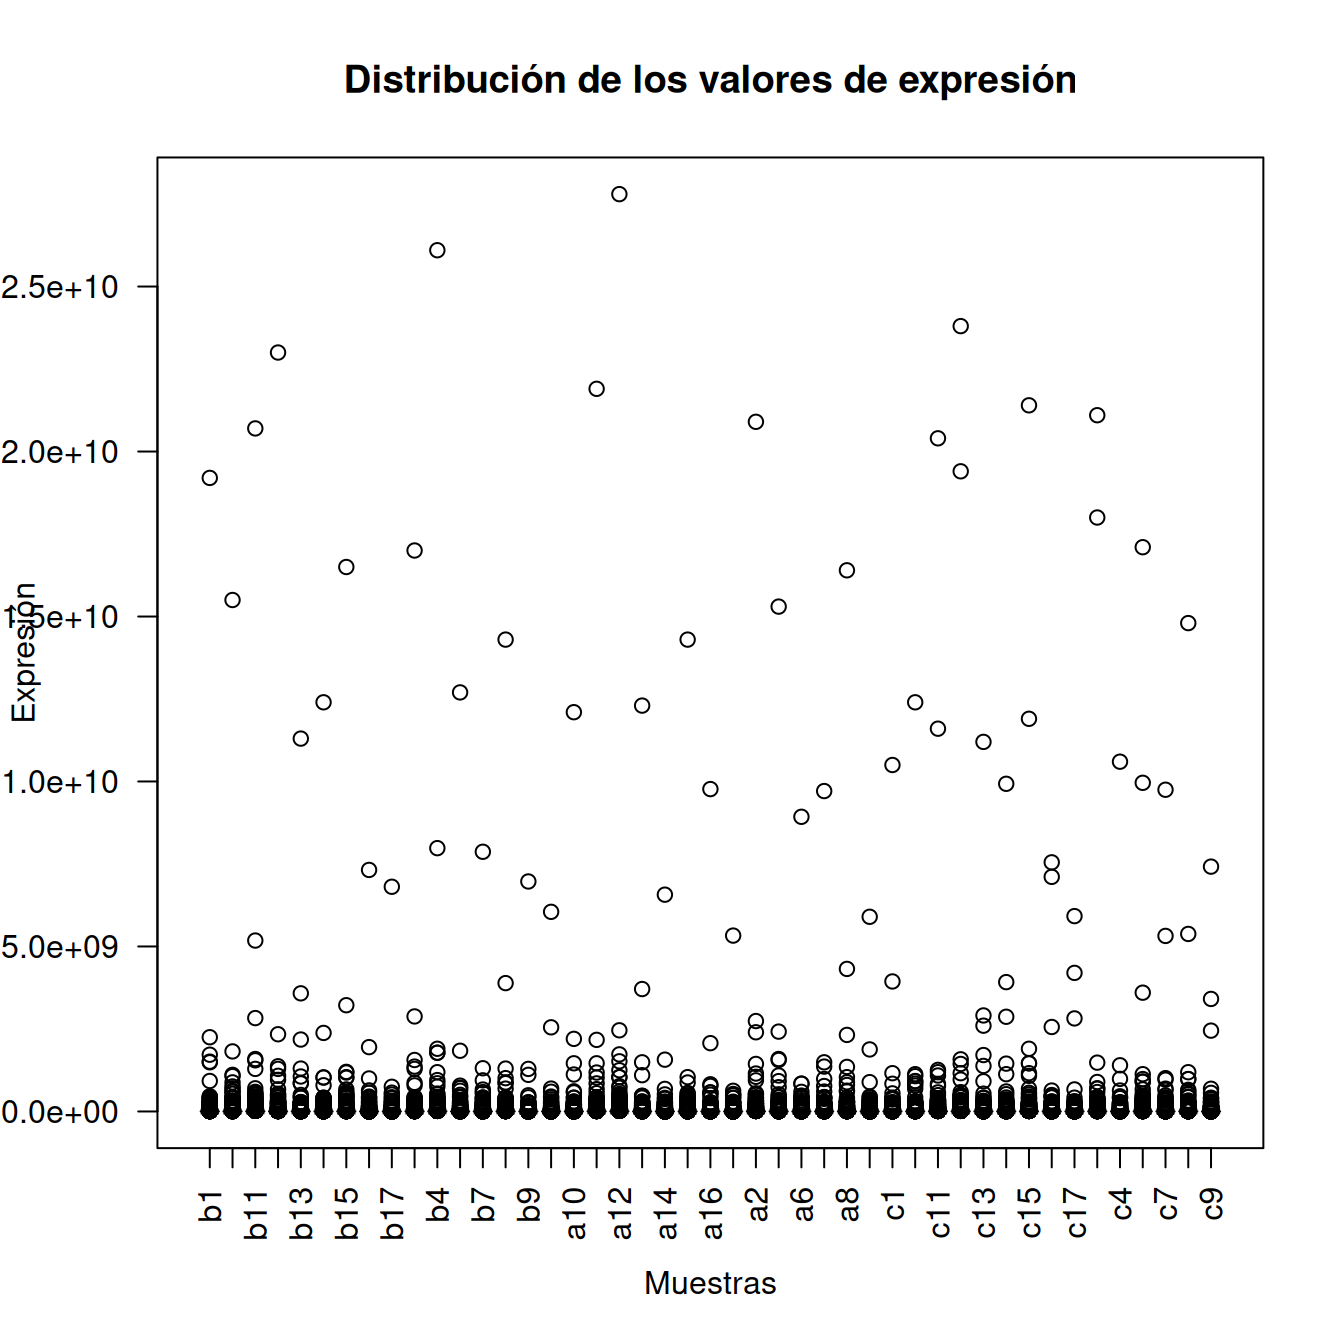 Distribución de los valores de expresión
2.5e+10
2.0e+10
1.5e+10
1.0e+10
5.0e+09
0.0e+00
Expresión
b1 b11 b13 b15 b17 b4 b7 b9 a10 a12 a14 a16 a2 a6 a8 c1 c11 c13 c15 c17 c4 c7 c9
Muestras